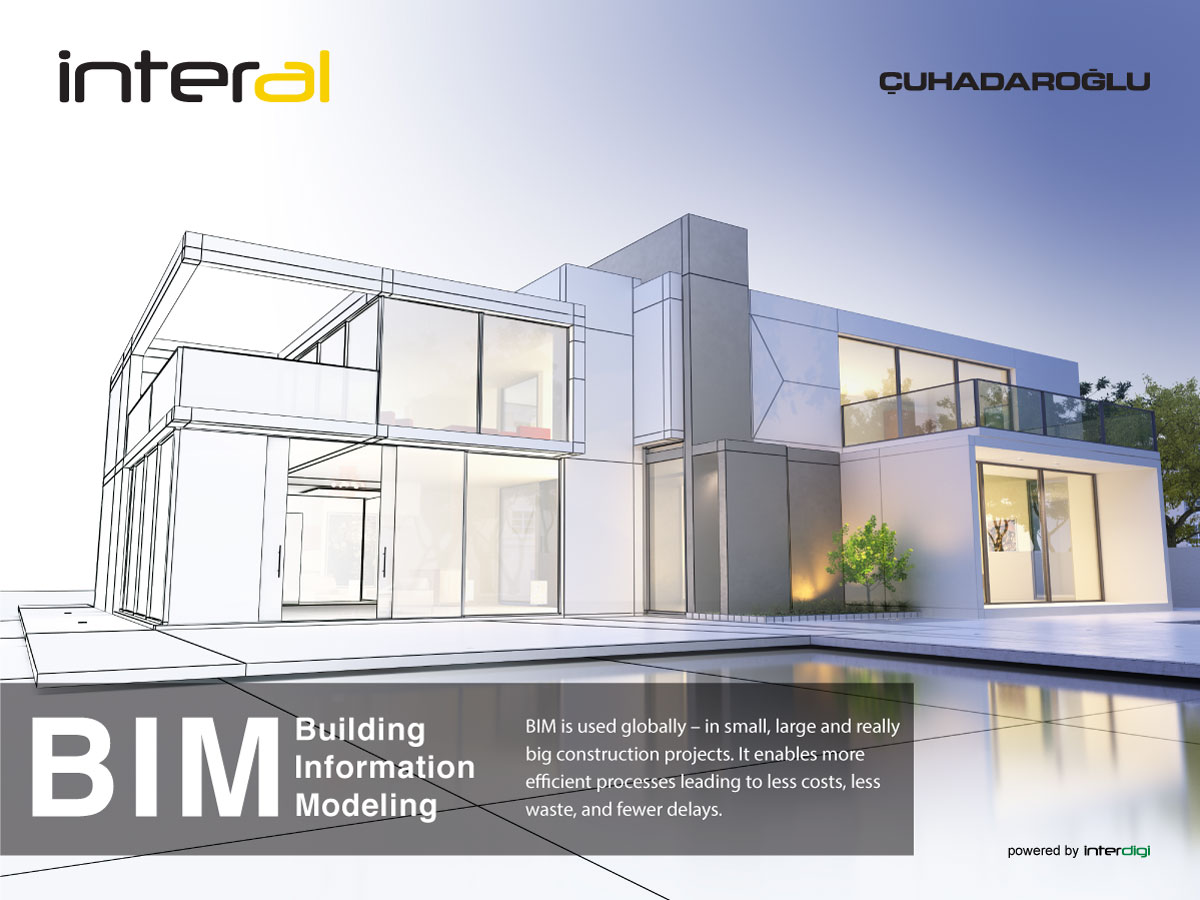 interal
ÇUHADAROĞLU
BIM
Building
Information
Modeling
BIM is used globally – in small, large and really
big construction projects. It enables more
efficient processes leading to less costs, less
waste, and fewer delays.
powered by interdigi